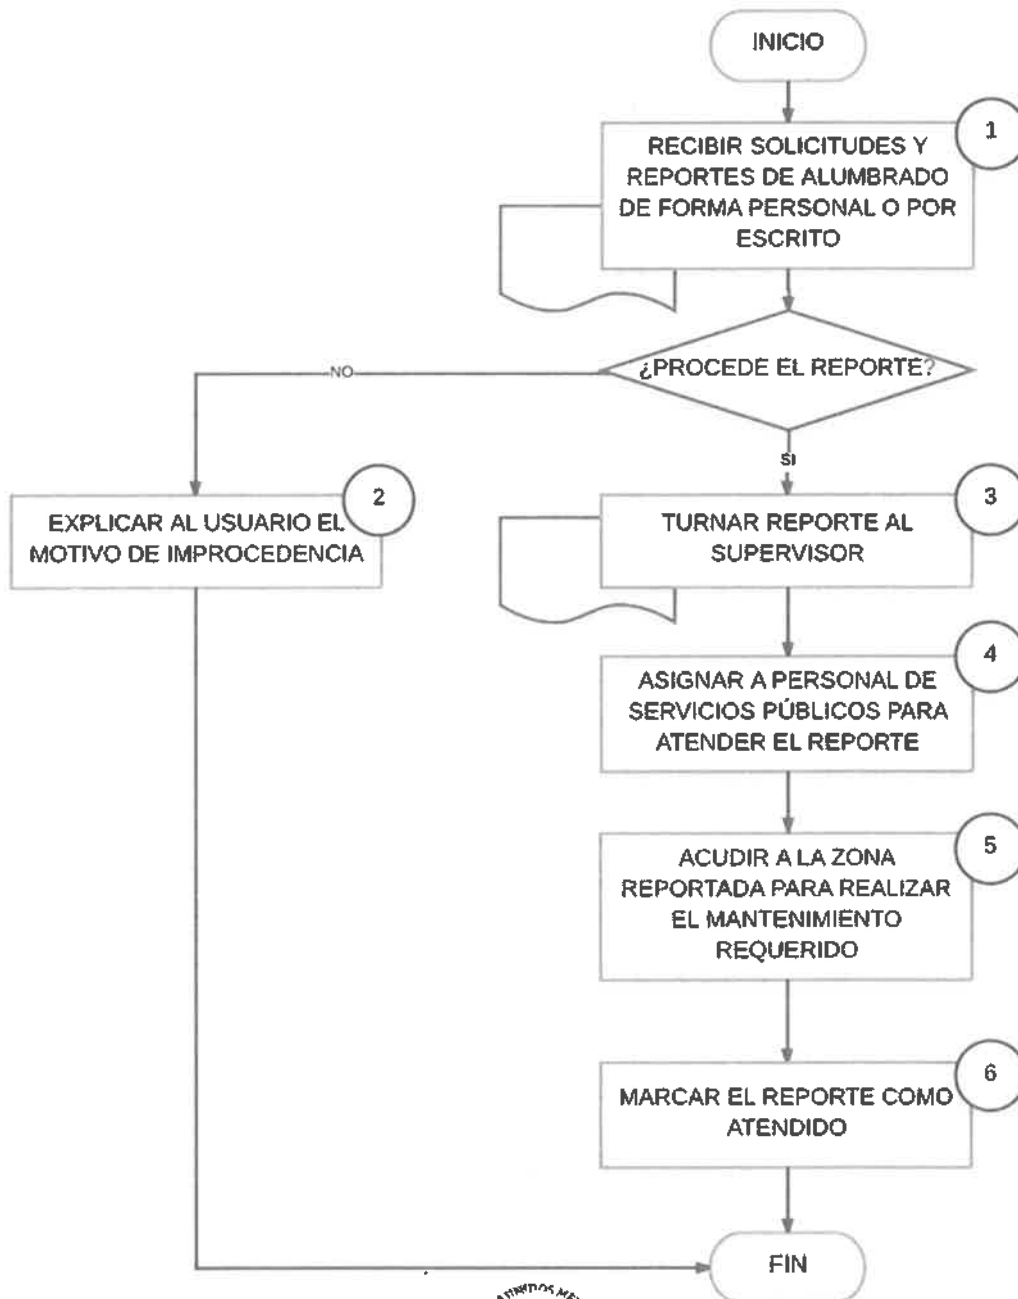 INICIO
1
RECIBIR SOLICITUDES Y
REPORTES DE ALUMBRADO
DE FORMA PERSONAL O POR
ESCRITO
¿PROCEDE EL REPORTE?
NO
SI
2
EXPLICAR AL USUARIO EL
MOTIVO DE IMPROCEDENCIA
3
TURNAR REPORTE AL
SUPERVISOR
4
ASIGNAR A PERSONAL DE
SERVICIOS PÚBLICOS PARA
ATENDER EL REPORTE
5
ACUDIR A LA ZONA
REPORTADA PARA REALIZAR
EL MANTENIMIENTO
REQUERIDO
6
MARCAR EL REPORTE COMO
ATENDIDO
FIN